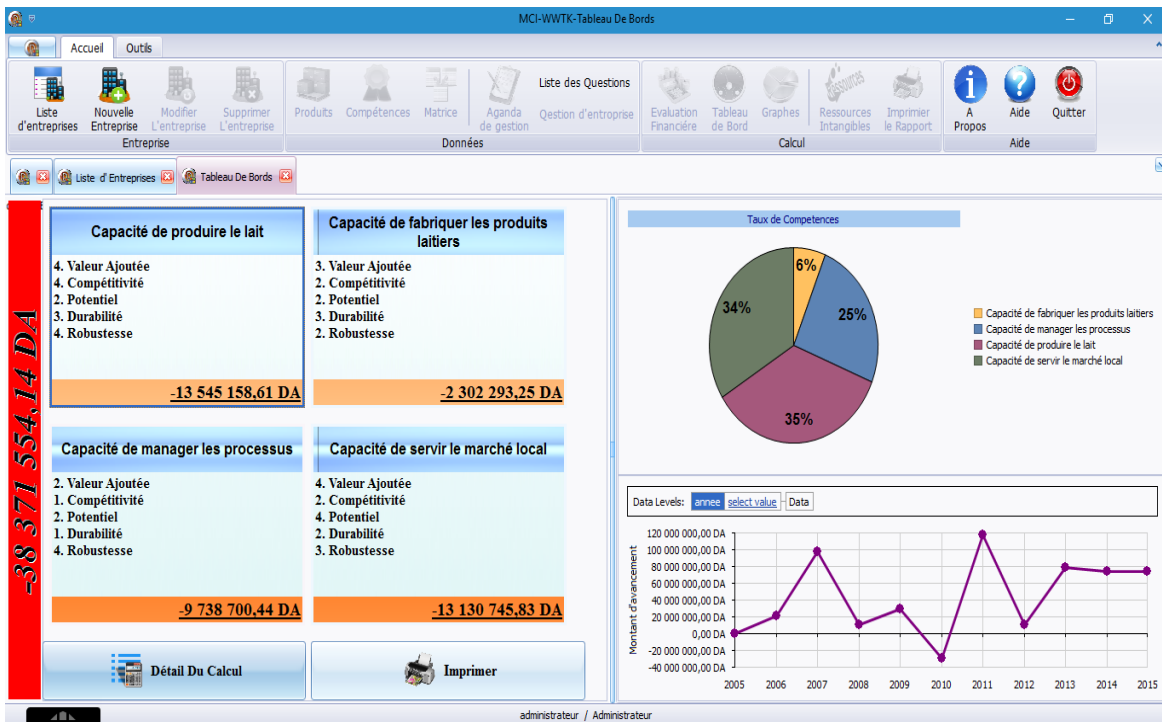 MCI-WWTK-Tableau De Bords
Accueil
Outils
Liste d'entreprises
Nouvelle Entreprise
Modifier L'entreprise
Supprimer L'entreprise
Entreprise
Produits
Compétences
Matrice
Aganda de gestion
Liste des Questions
Qestion d'entroprise
Données
Evaluation Financiére
Tableau de Bord
Graphes
Ressources
Ressources Intangibles
Imprimer le Rapport
Calcul
A Propos
Aide
Quitter
Aide
Liste d' Entreprises
Tableau De Bords
-38 371 554,14 DA
Capacité de produire le lait
4. Valeur Ajoutée
4. Compétitivité
2. Potentiel
3. Durabilité
4. Robustesse
-13 545 158,61 DA
Capacité de fabriquer les produits
laitiers
3. Valeur Ajoutée
2. Compétitivité
2. Potentiel
3. Durabilité
2. Robustesse
-2 302 293,25 DA
Capacité de manager les processus
2. Valeur Ajoutée
1. Compétitivité
2. Potentiel
1. Durabilité
4. Robustesse
-9 738 700,44 DA
Capacité de servir le marché local
4. Valeur Ajoutée
2. Compétitivité
4. Potentiel
2. Durabilité
3. Robustesse
-13 130 745,83 DA
Détail Du Calcul
Imprimer
Taux de Competences
6%
25%
35%
34%
Capacité de fabriquer les produits laitiers
Capacité de manager les processus
Capacité de produire le lait
Capacité de servir le marché local
Data Levels: annee select value Data
Montant d'avancement
120 000 000,00 DA
100 000 000,00 DA
80 000 000,00 DA
60 000 000,00 DA
40 000 000,00 DA
20 000 000,00 DA
0,00 DA
-20 000 000,00 DA
-40 000 000,00 DA
2005 2006 2007 2008 2009 2010 2011 2012 2013 2014 2015
administrateur / Administrateur